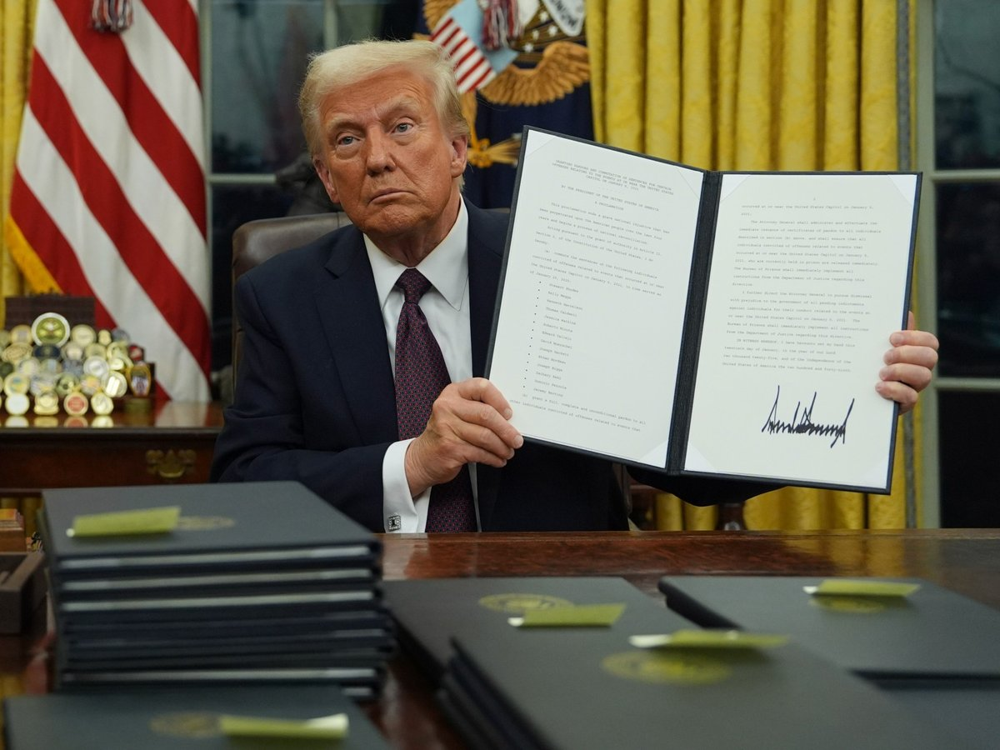 GRANTING PARDONS AND COMMUTATION OF SENTENCES FOR CERTAIN
OFFENSES RELATING TO THE EVENTS AT OR NEAR THE UNITED STATES
CAPITOL ON JANUARY 6, 2021
- - - - - - -
BY THE PRESIDENT OF THE UNITED STATES OF AMERICA
A PROCLAMATION
This proclamation ends a grave national injustice that has
been perpetrated upon the American people over the last four
years and begins a process of national reconciliation.
Acting pursuant to the grant of authority in Article II,
Section 2, of the Constitution of the United States, I do
hereby:
(a) commute the sentences of the following individuals
convicted of offenses related to events that occurred at or near
the United States Capitol on January 6, 2021, to time served as
of January 20, 2025:
• Stewart Rhodes
• Kelly Meggs
• Kenneth Harrelson
• Thomas Caldwell
• Jessica Watkins
• Roberto Minuta
• Edward Vallejo
• David Moerschel
• Joseph Hackett
• Ethan Nordean
• Joseph Biggs
• Zachary Rehl
• Dominic Pezzola
• Jeremy Bertino
(b) grant a full, complete and unconditional pardon to all
other individuals convicted of offenses related to events that
2
occurred at or near the United States Capitol on January 6,
2021.
The Attorney General shall administer and effectuate the
immediate issuance of certificates of pardon to all individuals
described in section (b) above, and shall ensure that all
individuals convicted of offenses related to events that
occurred at or near the United States Capitol on January 6,
2021, who are currently held in prison are released immediately.
The Bureau of Prisons shall immediately implement all
instructions from the Department of Justice regarding this
directive.
I further direct the Attorney General to pursue dismissal
with prejudice to the government of all pending indictments
against individuals for their conduct related to the events at
or near the United States Capitol on January 6, 2021. The
Bureau of Prisons shall immediately implement all instructions
from the Department of Justice regarding this directive.
IN WITNESS WHEREOF, I have hereunto set my hand this
twentieth day of January, in the year of our Lord
two thousand twenty-five, and of the Independence of the
United States of America the two hundred and forty-ninth.